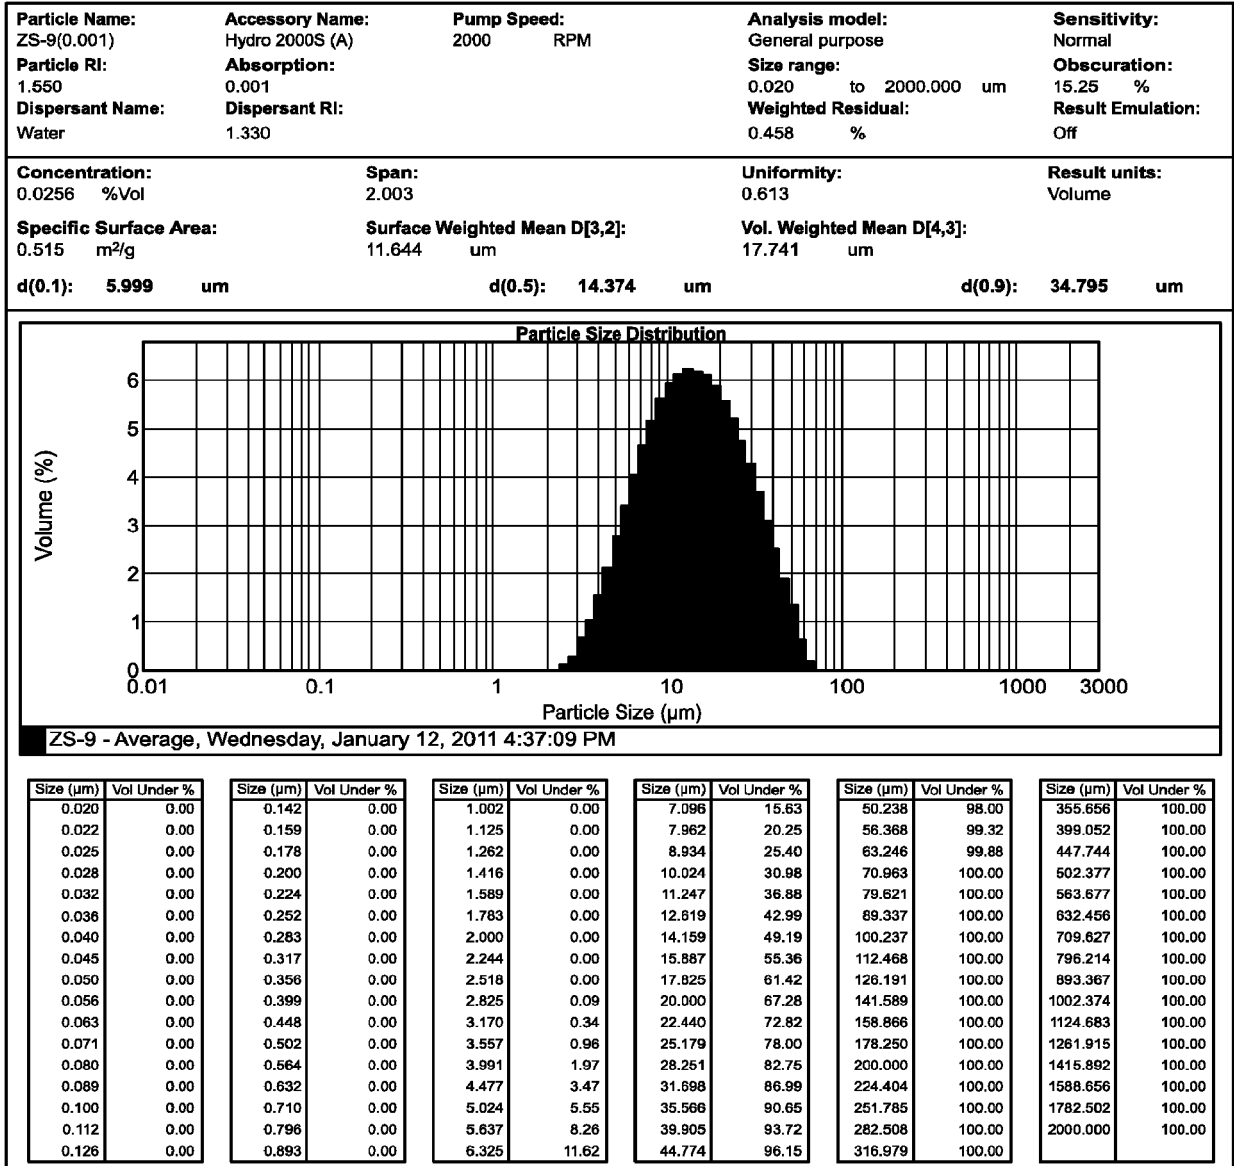 Particle Name: Accessory Name: Pump Speed: Analysis model: Sensitivity:
ZS-9(0.001) Hydro 2000S (A) 2000 RPM General purpose Normal
Particle RI: Absorption: Size range: Obscuration:
1.550 0.001 0.020 to 2000.000 um 15.25 %
Dispersant Name: Dispersant RI: Weighted Residual: Result Emulation:
Water 1.330 0.458 % Off
Concentration: Span: Uniformity: Result units:
0.0256 %Vol 2.003 0.613 Volume
Specific Surface Area: Surface Weighted Mean D[3,2]: Vol. Weighted Mean D[4,3]:
0.515 m²/g 11.644 um 17.741 um
d(0.1): 5.999 um d(0.5): 14.374 um d(0.9): 34.795 um
Particle Size Distribution
Volume (%)
6
5
4
3
2
1
0
0.01 0.1 1 10 100 1000 3000
Particle Size (µm)
ZS-9 - Average, Wednesday, January 12, 2011 4:37:09 PM
Size (µm) Vol Under % Size (µm) Vol Under % Size (µm) Vol Under % Size (µm) Vol Under % Size (µm) Vol Under % Size (µm) Vol Under %
0.020 0.00 0.142 0.00 1.002 0.00 7.096 15.63 50.238 98.00 355.656 100.00
0.022 0.00 0.159 0.00 1.125 0.00 7.962 20.25 56.368 99.32 399.052 100.00
0.025 0.00 0.178 0.00 1.262 0.00 8.934 25.40 63.246 99.88 447.744 100.00
0.028 0.00 0.200 0.00 1.416 0.00 10.024 30.98 70.963 100.00 502.377 100.00
0.032 0.00 0.224 0.00 1.589 0.00 11.247 36.88 79.621 100.00 563.677 100.00
0.036 0.00 0.252 0.00 1.783 0.00 12.619 42.99 89.337 100.00 632.456 100.00
0.040 0.00 0.283 0.00 2.000 0.00 14.159 49.19 100.237 100.00 709.627 100.00
0.045 0.00 0.317 0.00 2.244 0.00 15.887 55.36 112.468 100.00 796.214 100.00
0.050 0.00 0.356 0.00 2.518 0.00 17.825 61.42 126.191 100.00 893.367 100.00
0.056 0.00 0.399 0.00 2.825 0.09 20.000 67.28 141.589 100.00 1002.374 100.00
0.063 0.00 0.448 0.00 3.170 0.34 22.440 72.82 158.866 100.00 1124.683 100.00
0.071 0.00 0.502 0.00 3.557 0.96 25.179 78.00 178.250 100.00 1261.915 100.00
0.080 0.00 0.564 0.00 3.991 1.97 28.251 82.75 200.000 100.00 1415.892 100.00
0.089 0.00 0.632 0.00 4.477 3.47 31.698 86.99 224.404 100.00 1588.656 100.00
0.100 0.00 0.710 0.00 5.024 5.55 35.566 90.65 251.785 100.00 1782.502 100.00
0.112 0.00 0.796 0.00 5.637 8.26 39.905 93.72 282.508 100.00 2000.000 100.00
0.126 0.00 0.893 0.00 6.325 11.62 44.774 96.15 316.979 100.00